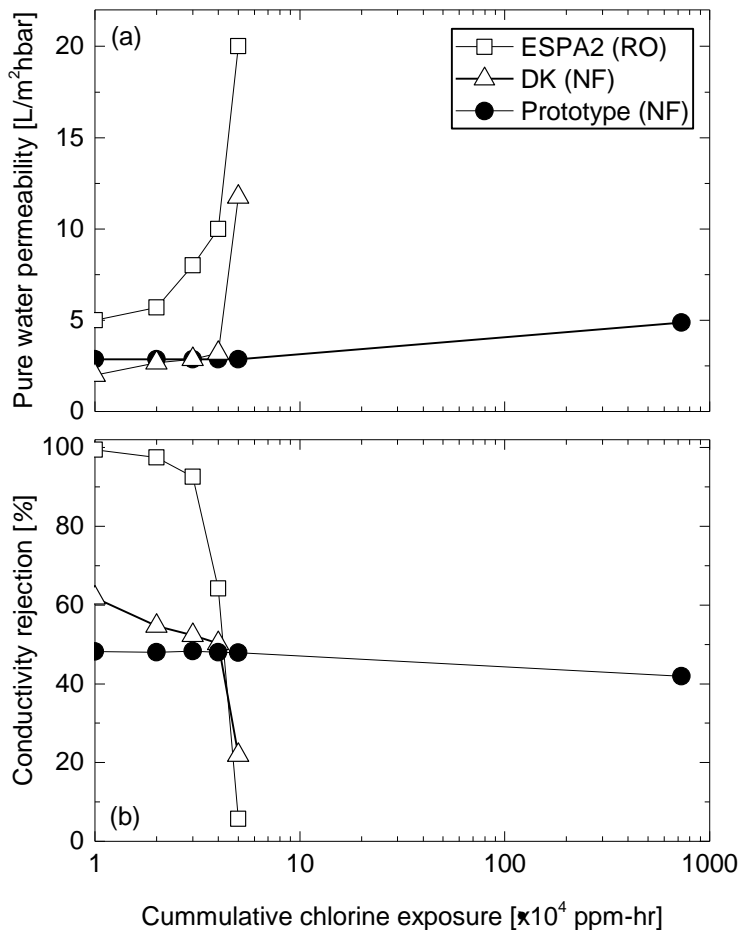 (a)
ESPA2 (RO)
DK (NF)
Prototype (NF)
20
15
10
5
0
Pure water permeability [L/m²hbar]
100
80
60
40
20
0
Conductivity rejection [%]
(b)
1 10 100 1000
Cummulative chlorine exposure [×10⁴ ppm-hr]